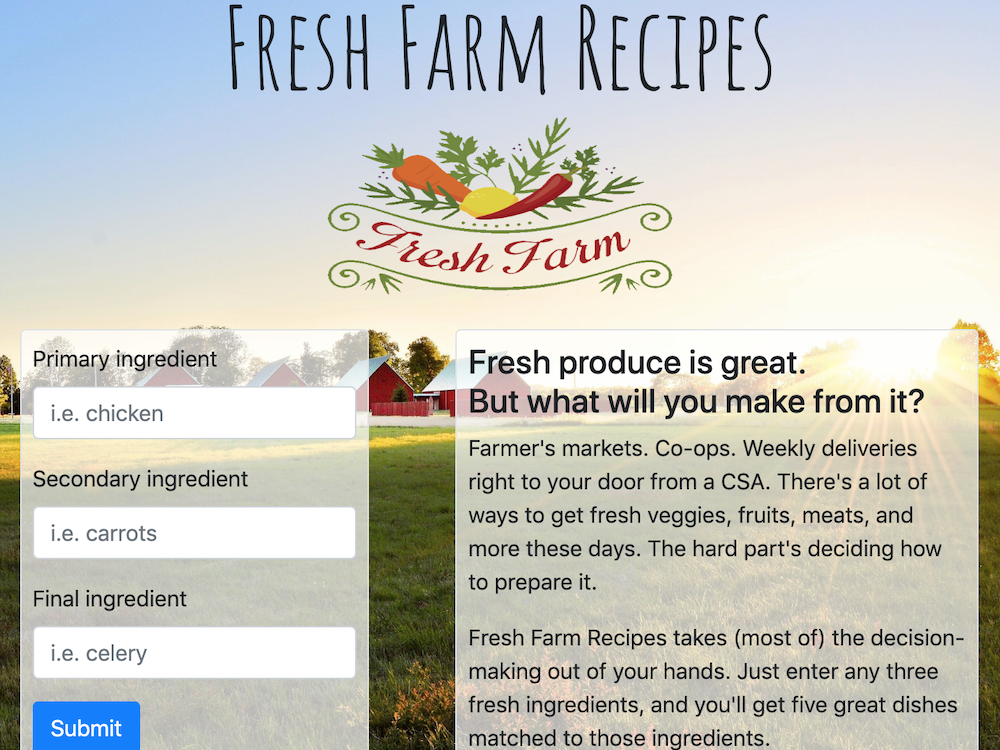 Fresh Farm Recipes
Fresh Farm
Primary ingredient
i.e. chicken
Secondary ingredient
i.e. carrots
Final ingredient
i.e. celery
Submit
Fresh produce is great.
But what will you make from it?
Farmer's markets. Co-ops. Weekly deliveries
right to your door from a CSA. There's a lot of
ways to get fresh veggies, fruits, meats, and
more these days. The hard part's deciding how
to prepare it.
Fresh Farm Recipes takes (most of) the decision-
making out of your hands. Just enter any three
fresh ingredients, and you'll get five great dishes
matched to those ingredients.